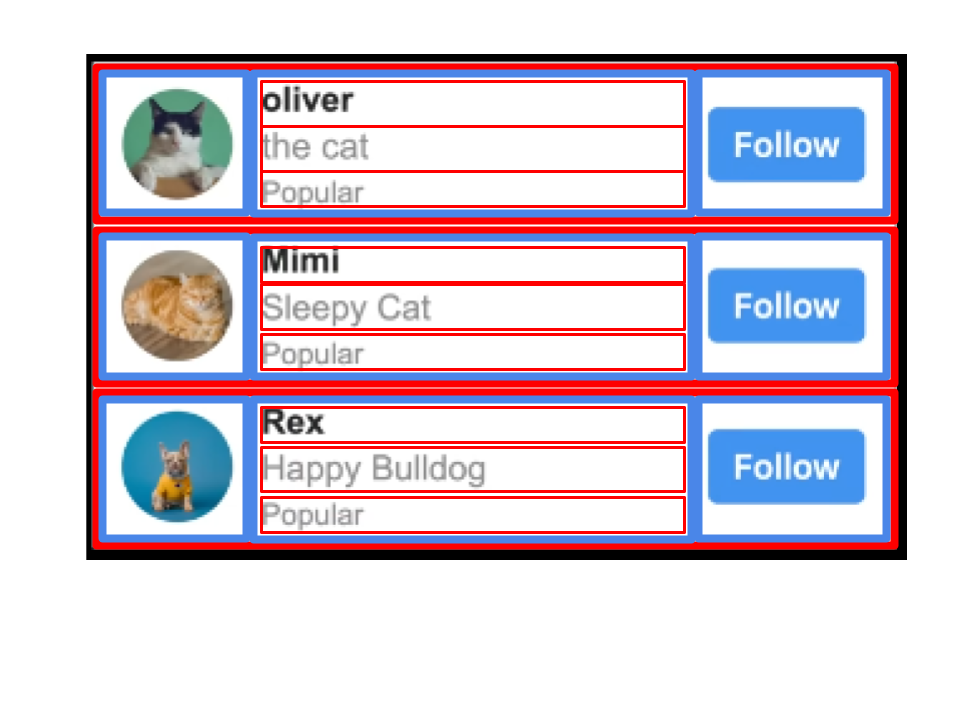 oliver
the cat
Popular
Follow
Mimi
Sleepy Cat
Popular
Follow
Rex
Happy Bulldog
Popular
Follow